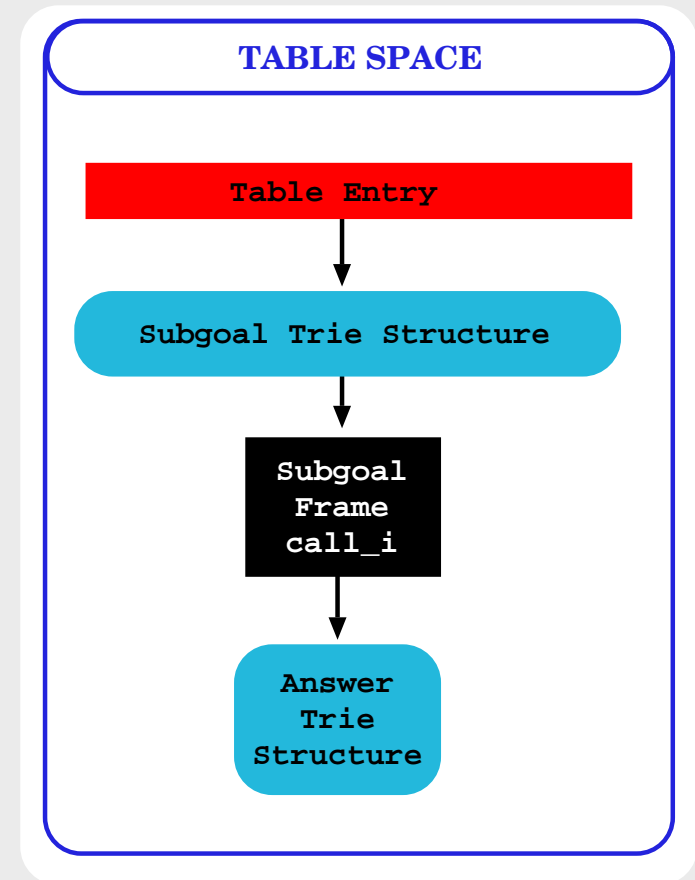 TABLE SPACE
Table Entry
Subgoal Trie Structure
Subgoal
Frame
call_i
Answer
Trie
Structure